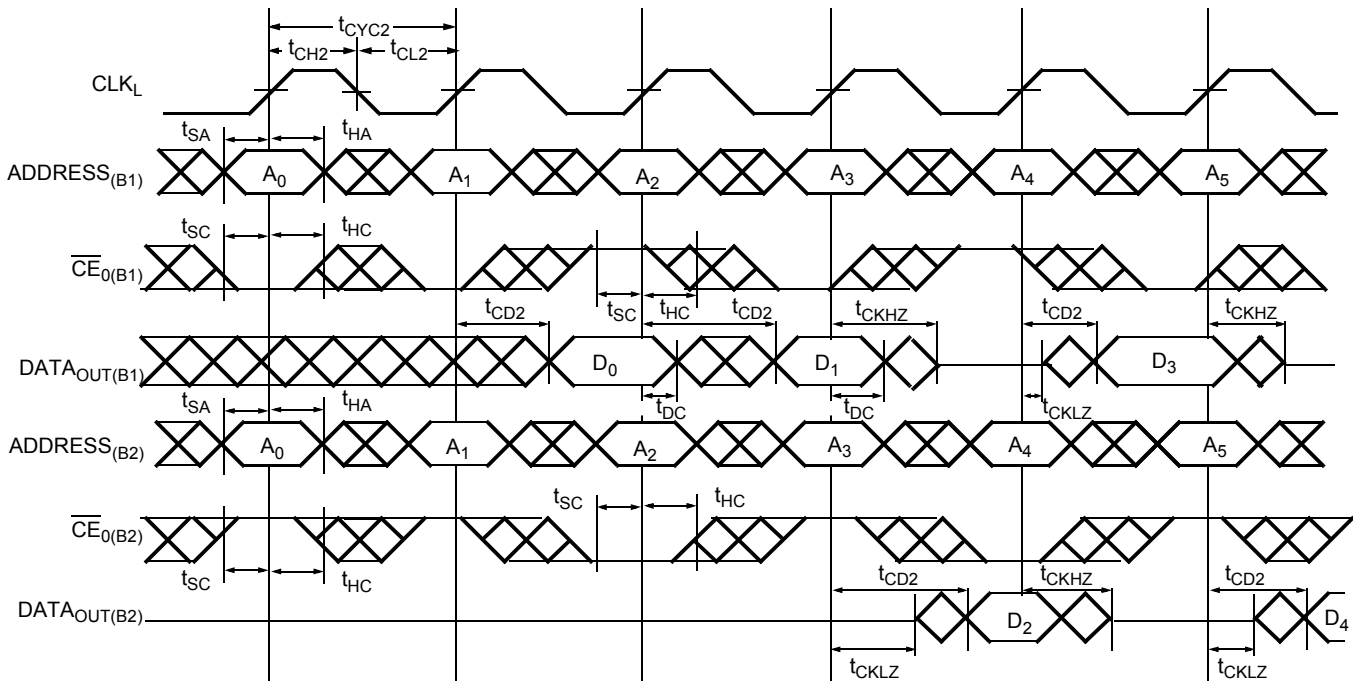 tCYC2
tCH2 tCL2
CLKL
tSA tHA
ADDRESS(B1) A0 A1 A2 A3 A4 A5
tSC tHC
CE0(B1)
tCD2 tSC tHC tCD2 tCKHZ tCD2 tCKHZ
DATAOUT(B1) D0 D1 D3
tSA tHA tDC tDC tCKLZ
ADDRESS(B2) A0 A1 A2 A3 A4 A5
tSC tHC
CE0(B2)
tSC tHC tCD2 tCKHZ tCD2
DATAOUT(B2) D2 D4
tCKLZ tCKLZ